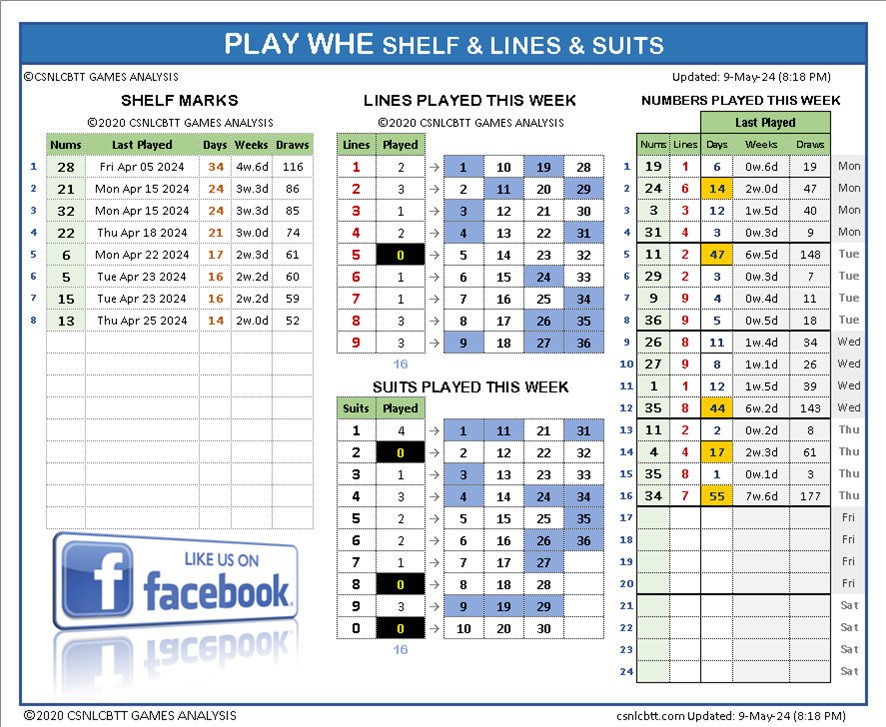 PLAY WHE SHELF & LINES & SUITS
©CSNLCBTT GAMES ANALYSIS
Updated: 9-May-24 (8:18 PM)
SHELF MARKS
©2020 CSNLCBTT GAMES ANALYSIS
Nums Last Played Days Weeks Draws
1 28 Fri Apr 05 2024 34 4w.6d 116
2 21 Mon Apr 15 2024 24 3w.3d 86
3 32 Mon Apr 15 2024 24 3w.3d 85
4 22 Thu Apr 18 2024 21 3w.0d 74
5 6 Mon Apr 22 2024 17 2w.3d 61
6 5 Tue Apr 23 2024 16 2w.2d 60
7 15 Tue Apr 23 2024 16 2w.2d 59
8 13 Thu Apr 25 2024 14 2w.0d 52
LIKE US ON
f facebook®
LINES PLAYED THIS WEEK
©2020 CSNLCBTT GAMES ANALYSIS
Lines Played
1 2 → 1 10 19 28
2 3 → 2 11 20 29
3 1 → 3 12 21 30
4 2 → 4 13 22 31
5 0 → 5 14 23 32
6 1 → 6 15 24 33
7 1 → 7 16 25 34
8 3 → 8 17 26 35
9 3 → 9 18 27 36
16
SUITS PLAYED THIS WEEK
Suits Played
1 4 → 1 11 21 31
2 0 → 2 12 22 32
3 1 → 3 13 23 33
4 3 → 4 14 24 34
5 2 → 5 15 25 35
6 2 → 6 16 26 36
7 1 → 7 17 27
8 0 → 8 18 28
9 3 → 9 19 29
0 0 → 10 20 30
16
NUMBERS PLAYED THIS WEEK
Last Played
Nums Lines Days Weeks Draws
1 19 1 6 0w.6d 19 Mon
2 24 6 14 2w.0d 47 Mon
3 3 3 12 1w.5d 40 Mon
4 31 4 3 0w.3d 9 Mon
5 11 2 47 6w.5d 148 Tue
6 29 2 3 0w.3d 7 Tue
7 9 9 4 0w.4d 11 Tue
8 36 9 5 0w.5d 18 Tue
9 26 8 11 1w.4d 34 Wed
10 27 9 8 1w.1d 26 Wed
11 1 1 12 1w.5d 39 Wed
12 35 8 44 6w.2d 143 Wed
13 11 2 2 0w.2d 8 Thu
14 4 4 17 2w.3d 61 Thu
15 35 8 1 0w.1d 3 Thu
16 34 7 55 7w.6d 177 Thu
17 Fri
18 Fri
19 Fri
20 Fri
21 Sat
22 Sat
23 Sat
24 Sat
©2020 CSNLCBTT GAMES ANALYSIS
csnlcbtt.com Updated: 9-May-24 (8:18 PM)